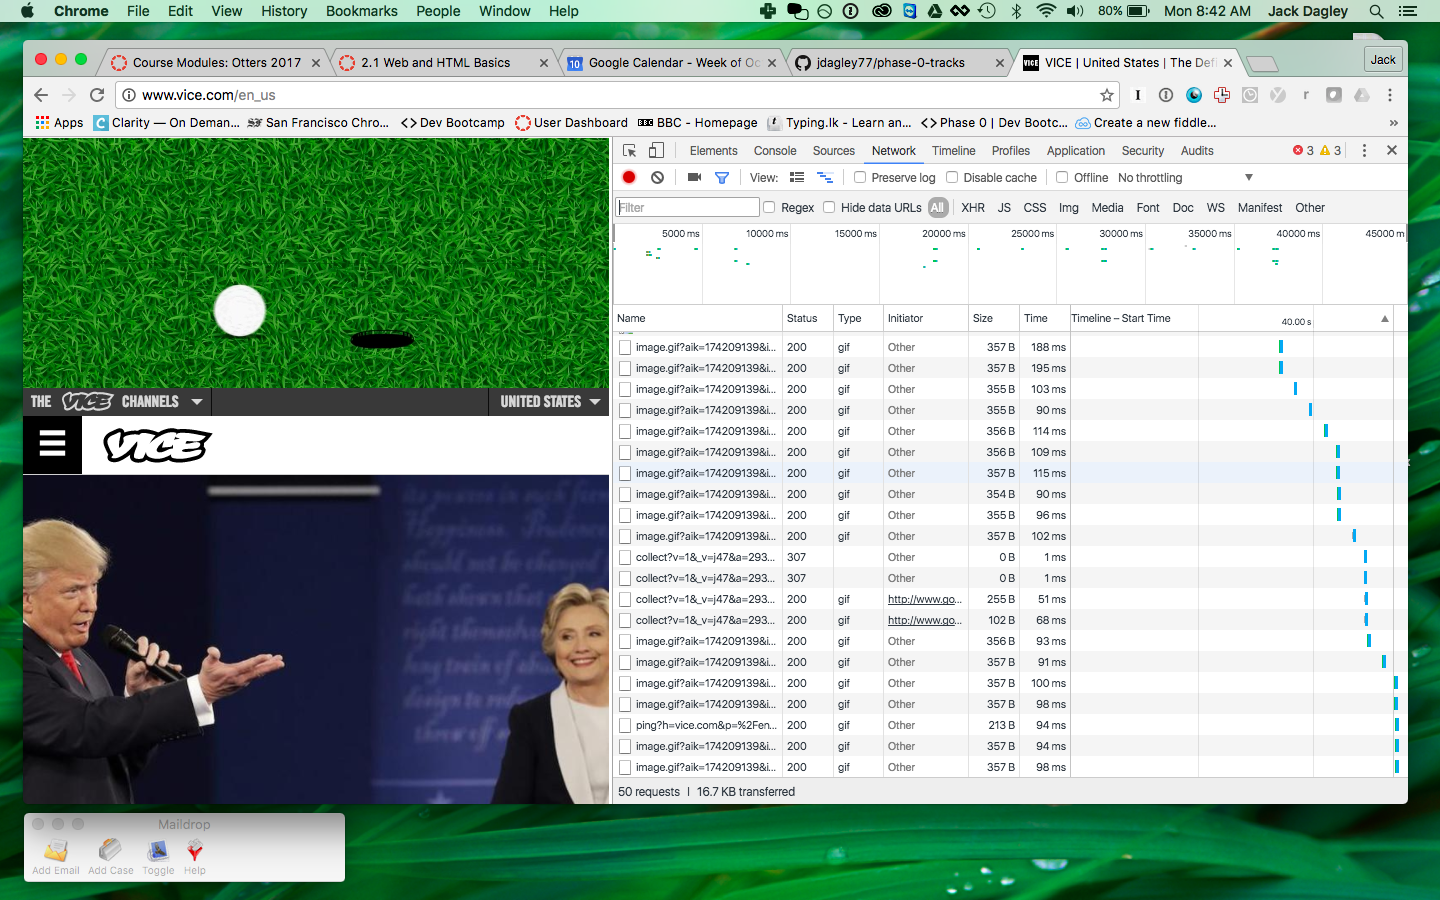 Chrome File Edit View History Bookmarks People Window Help 80% Mon 8:42 AM Jack Dagley
Course Modules: Otters 2017 2.1 Web and HTML Basics 10 Google Calendar - Week of Oc jdagley77/phase-0-tracks VICE VICE | United States | The Defi Jack
www.vice.com/en_us
Apps Clarity — On Deman... San Francisco Chro... Dev Bootcamp User Dashboard BBC BBC - Homepage Typing.lk - Learn an... Phase 0 | Dev Bootc... Create a new fiddle... »
Elements Console Sources Network Timeline Profiles Application Security Audits 3 3
View: Preserve log Disable cache Offline No throttling
Filter Regex Hide data URLs All XHR JS CSS Img Media Font Doc WS Manifest Other
5000 ms 10000 ms 15000 ms 20000 ms 25000 ms 30000 ms 35000 ms 40000 ms 45000 m
Name Status Type Initiator Size Time Timeline – Start Time 40.00 s
image.gif?aik=174209139&i... 200 gif Other 357 B 188 ms
image.gif?aik=174209139&i... 200 gif Other 357 B 195 ms
image.gif?aik=174209139&i... 200 gif Other 355 B 103 ms
image.gif?aik=174209139&i... 200 gif Other 355 B 90 ms
image.gif?aik=174209139&i... 200 gif Other 356 B 114 ms
image.gif?aik=174209139&i... 200 gif Other 356 B 109 ms
image.gif?aik=174209139&i... 200 gif Other 357 B 115 ms
image.gif?aik=174209139&i... 200 gif Other 354 B 90 ms
image.gif?aik=174209139&i... 200 gif Other 355 B 96 ms
image.gif?aik=174209139&i... 200 gif Other 357 B 102 ms
collect?v=1&_v=j47&a=293... 307 Other 0 B 1 ms
collect?v=1&_v=j47&a=293... 307 Other 0 B 1 ms
collect?v=1&_v=j47&a=293... 200 gif http://www.go... 255 B 51 ms
collect?v=1&_v=j47&a=293... 200 gif http://www.go... 102 B 68 ms
image.gif?aik=174209139&i... 200 gif Other 356 B 93 ms
image.gif?aik=174209139&i... 200 gif Other 357 B 91 ms
image.gif?aik=174209139&i... 200 gif Other 357 B 100 ms
image.gif?aik=174209139&i... 200 gif Other 357 B 98 ms
ping?h=vice.com&p=%2Fen... 200 gif Other 213 B 94 ms
image.gif?aik=174209139&i... 200 gif Other 357 B 94 ms
image.gif?aik=174209139&i... 200 gif Other 357 B 98 ms
50 requests | 16.7 KB transferred
THE VICE CHANNELS UNITED STATES
VICE
Maildrop
Add Email Add Case Toggle Help